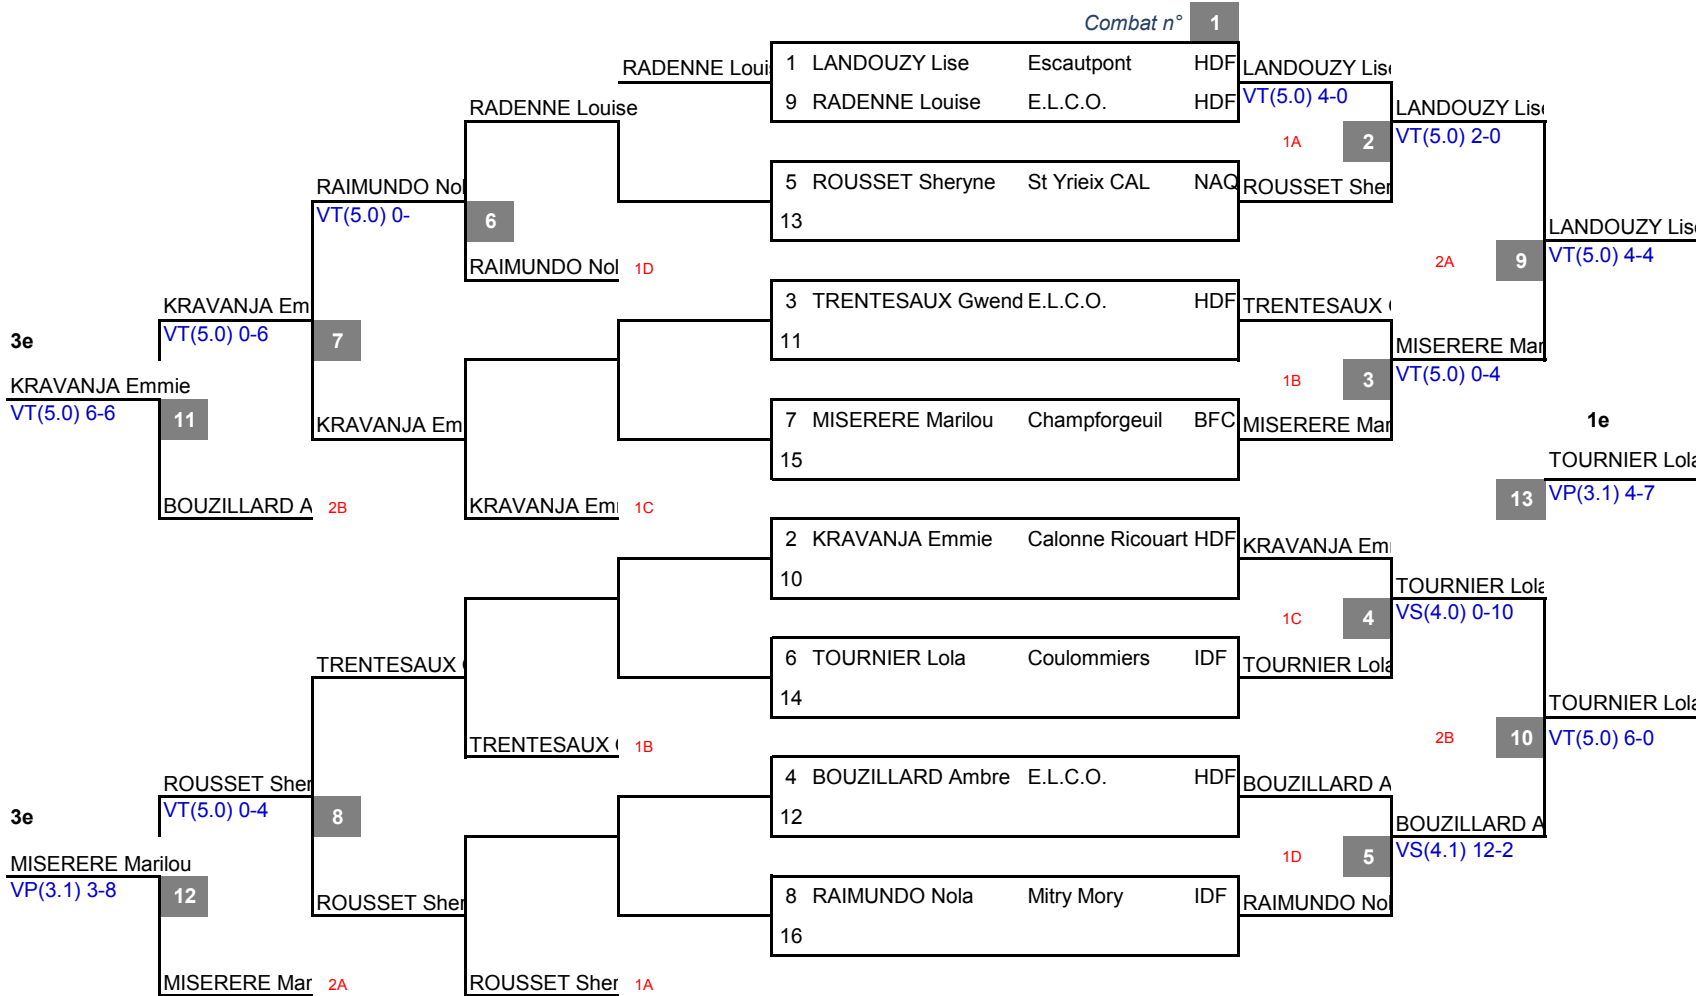 Combat n° 1
RADENNE Loui 1 LANDOUZY Lise Escautpont HDF LANDOUZY Lis
9 RADENNE Louise E.L.C.O. HDF VT(5.0) 4-0
RADENNE Louise LANDOUZY Lis
1A 2 VT(5.0) 2-0
RAIMUNDO Nol 5 ROUSSET Sheryne St Yrieix CAL NAQ ROUSSET Sher
VT(5.0) 0- 6 13
LANDOUZY Lis
RAIMUNDO Nol 1D 2A 9 VT(5.0) 4-4
KRAVANJA Em 3 TRENTESAUX Gwend E.L.C.O. HDF TRENTESAUX
3e VT(5.0) 0-6 7 11
MISERERE Mar
KRAVANJA Emmie 1B 3 VT(5.0) 0-4
VT(5.0) 6-6 11 KRAVANJA Em 7 MISERERE Marilou Champforgeuil BFC MISERERE Mar 1e
15 TOURNIER Lola
BOUZILLARD A 2B KRAVANJA Em 1C 13 VP(3.1) 4-7
2 KRAVANJA Emmie Calonne Ricouart HDF KRAVANJA Em
10 TOURNIER Lola
1C 4 VS(4.0) 0-10
TRENTESAUX 6 TOURNIER Lola Coulommiers IDF TOURNIER Lola
14 TOURNIER Lola
TRENTESAUX 1B 2B 10 VT(5.0) 6-0
ROUSSET Sher 4 BOUZILLARD Ambre E.L.C.O. HDF BOUZILLARD A
3e VT(5.0) 0-4 8 12
BOUZILLARD A
MISERERE Marilou 1D 5 VS(4.1) 12-2
VP(3.1) 3-8 12 ROUSSET Sher 8 RAIMUNDO Nola Mitry Mory IDF RAIMUNDO Nol
16
MISERERE Mar 2A ROUSSET Sher 1A